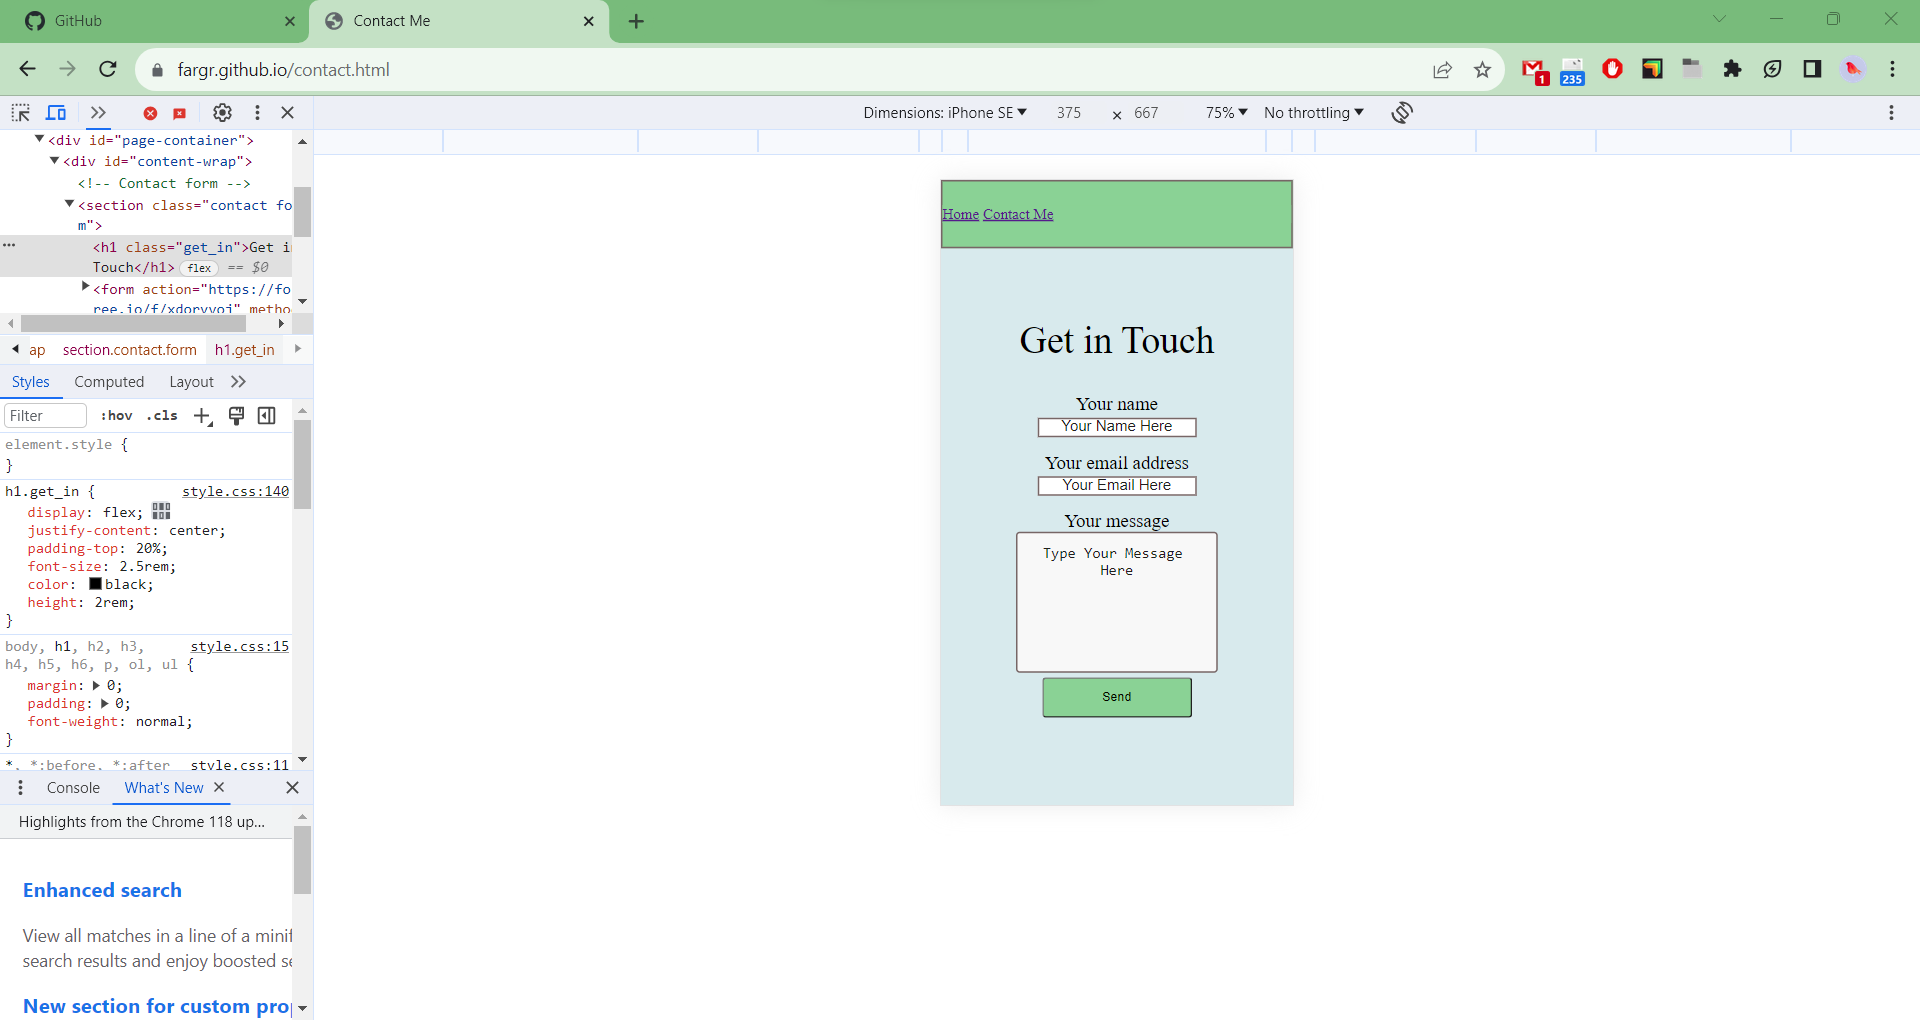 GitHub
Contact Me
fargr.github.io/contact.html
1
235
Dimensions: iPhone SE
375 × 667
75%
No throttling
<div id="page-container">
<div id="content-wrap">
<!-- Contact form -->
<section class="contact fo
m">
<h1 class="get_in">Get i
Touch</h1> flex == $0
<form action="https://fo
ree.io/f/xdoryvoj" metho
ap section.contact.form h1.get_in
Styles Computed Layout
Filter :hov .cls
element.style {
}
h1.get_in { style.css:140
display: flex;
justify-content: center;
padding-top: 20%;
font-size: 2.5rem;
color: black;
height: 2rem;
}
body, h1, h2, h3, style.css:15
h4, h5, h6, p, ol, ul {
margin: 0;
padding: 0;
font-weight: normal;
}
*, *:before, *:after style.css:11
Console What's New
Highlights from the Chrome 118 up...
Enhanced search
View all matches in a line of a minif
search results and enjoy boosted se
New section for custom prop
Home Contact Me
Get in Touch
Your name
Your Name Here
Your email address
Your Email Here
Your message
Type Your Message
Here
Send